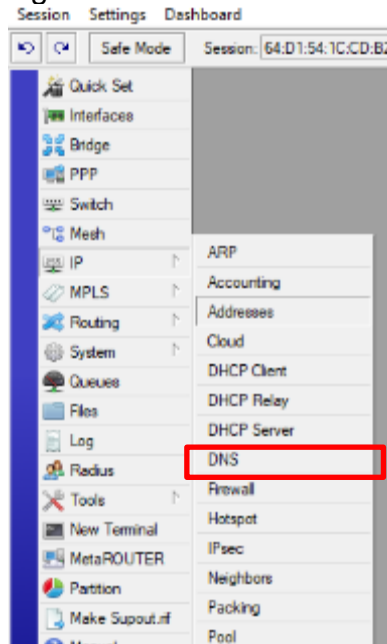 Session Settings Dashboard
Safe Mode Session: 64:D1:54:1C:CD:B2
Quick Set
Interfaces
Bridge
PPP
Switch
Mesh
IP
MPLS
Routing
System
Queues
Files
Log
Radius
Tools
New Terminal
MetaROUTER
Partition
Make Supout.rif
ARP
Accounting
Addresses
Cloud
DHCP Client
DHCP Relay
DHCP Server
DNS
Firewall
Hotspot
IPsec
Neighbors
Packing
Pool